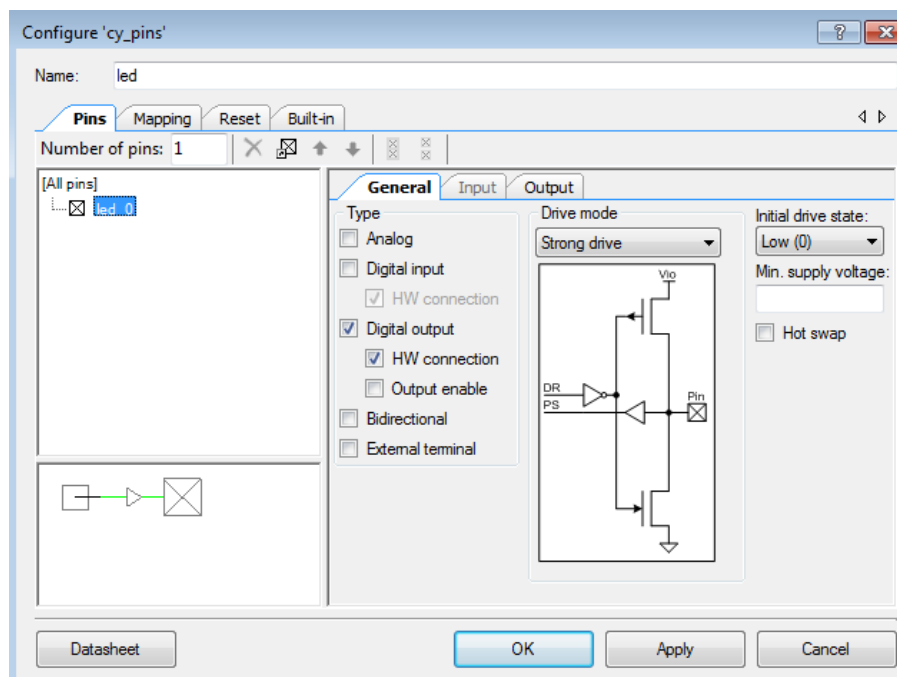 Configure 'cy_pins'
Name: led
Pins Mapping Reset Built-in
Number of pins: 1
[All pins]
led_0
General Input Output
Type
Analog
Digital input
HW connection
Digital output
HW connection
Output enable
Bidirectional
External terminal
Drive mode
Strong drive
Vio
DR
PS
Pin
Initial drive state:
Low (0)
Min. supply voltage:
Hot swap
Datasheet OK Apply Cancel